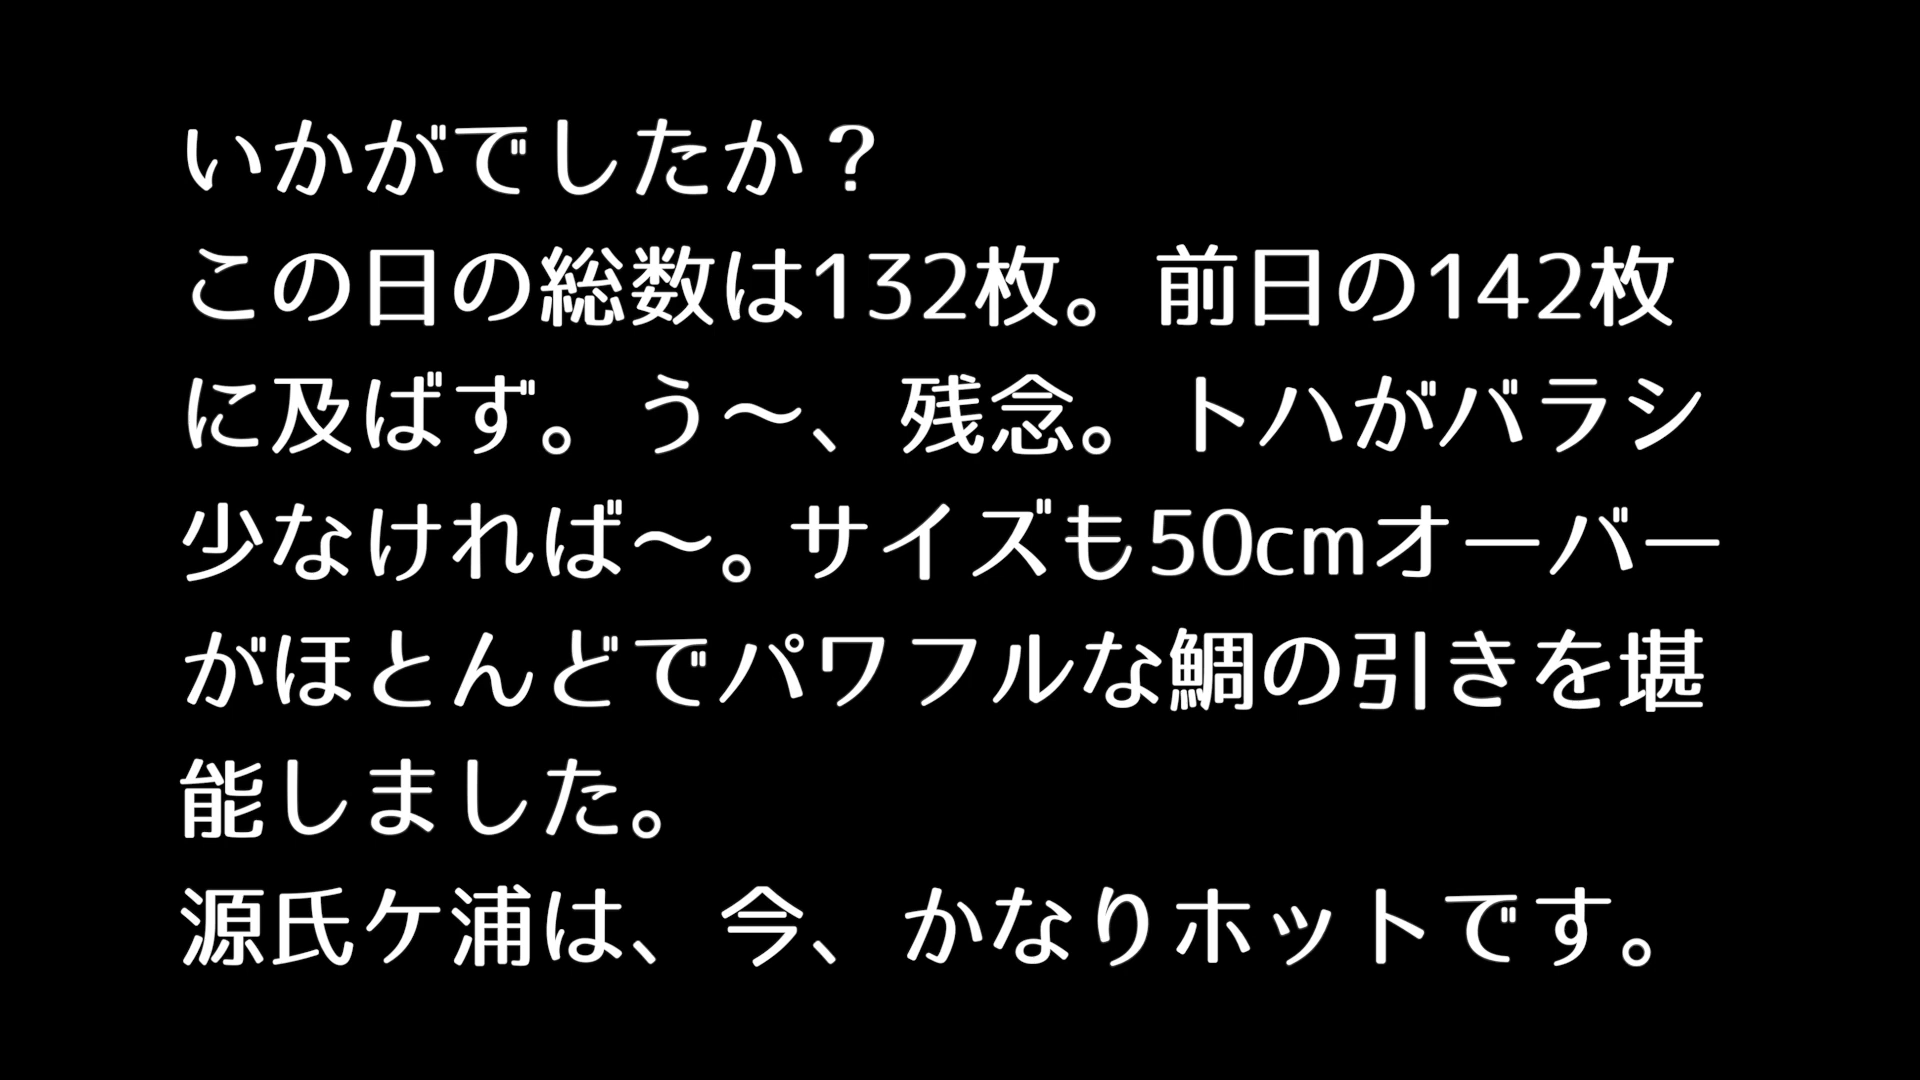 いかがでしたか？
この日の総数は132枚。前日の142枚
に及ばず。う～、残念。トハがバラシ
少なければ～。サイズも50cmオーバー
がほとんどでパワフルな鯛の引きを堪
能しました。
源氏ケ浦は、今、かなりホットです。